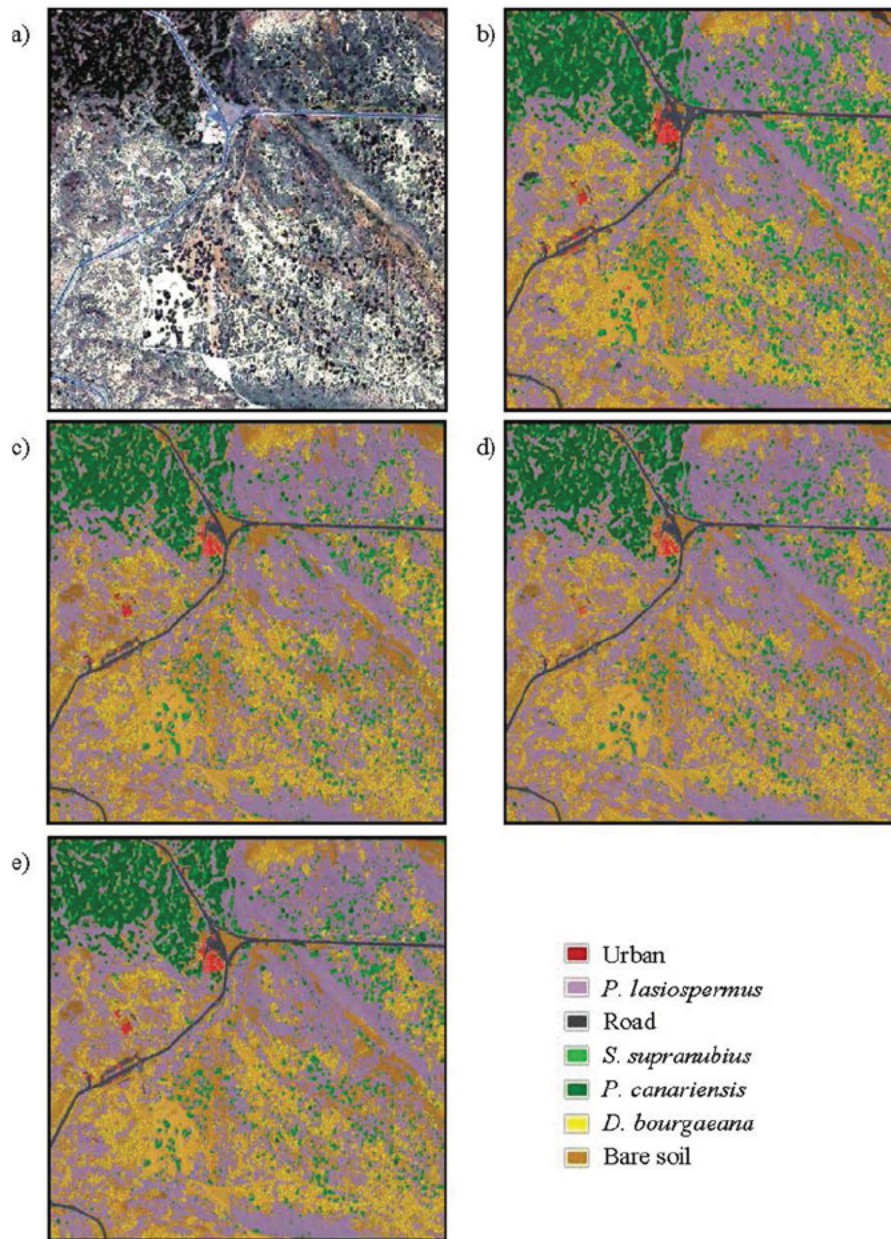 a)
b)
c)
d)
e)
Urban
P. lasiospermus
Road
S. supranubius
P. canariensis
D. bourgaeana
Bare soil